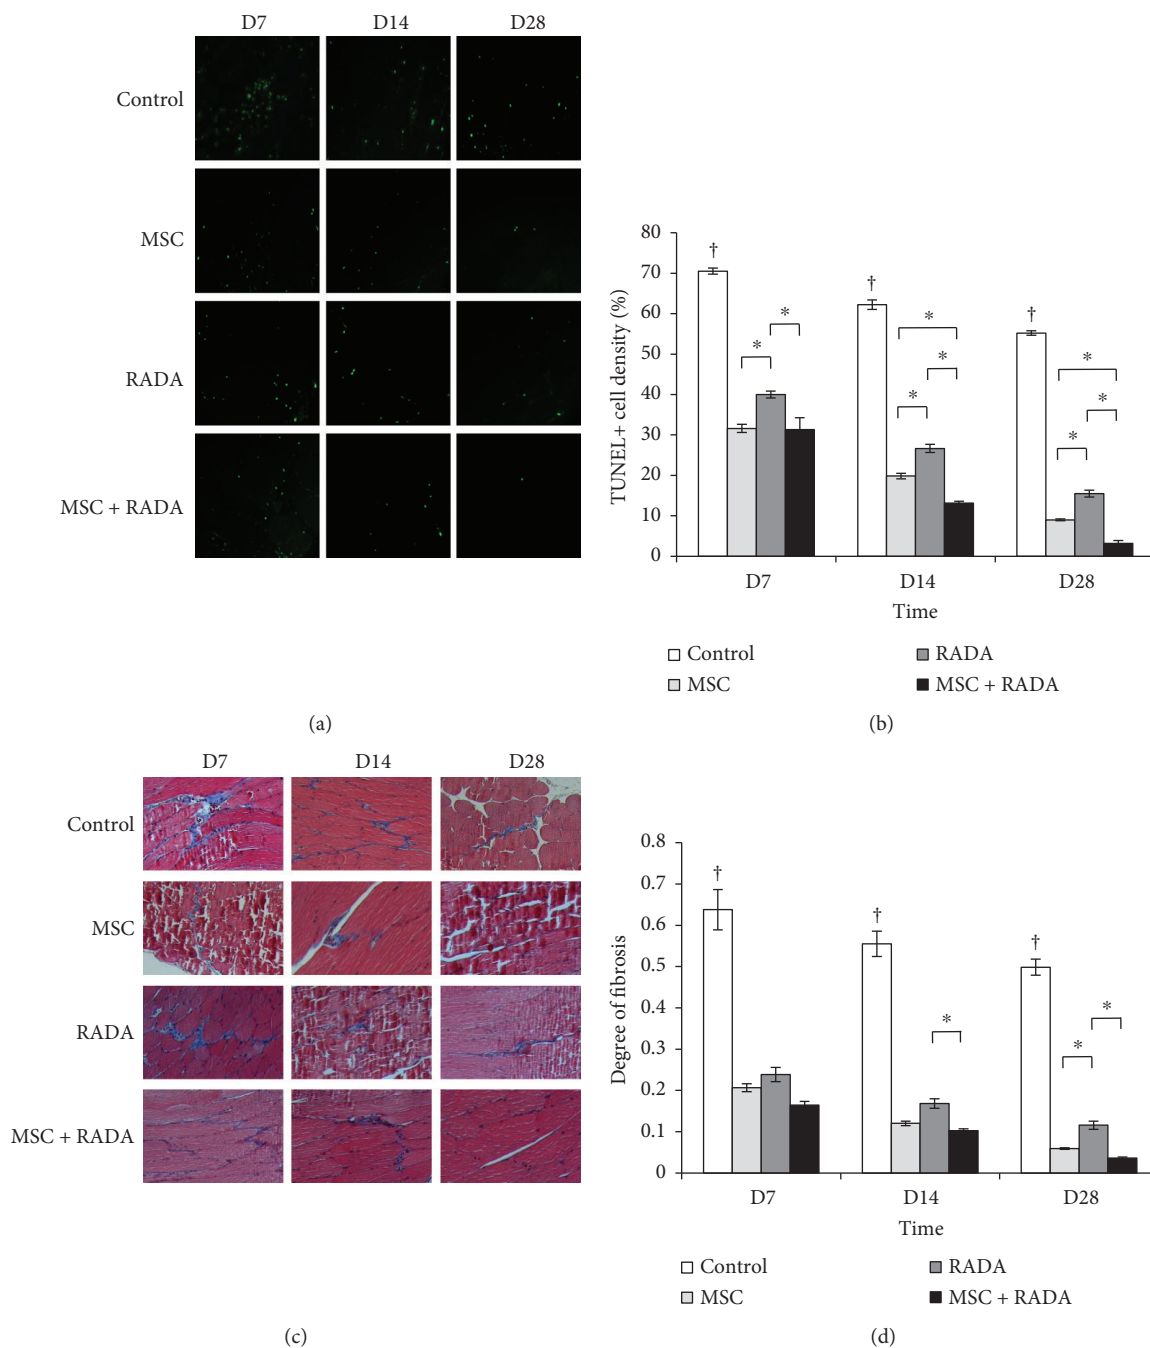 D7 D14 D28
Control
MSC
RADA
MSC + RADA
(a)
TUNEL+ cell density (%)
80
70
60
50
40
30
20
10
0
† † †
* * * * * * * *
D7 D14 D28
Time
Control RADA
MSC MSC + RADA
(b)
D7 D14 D28
Control
MSC
RADA
MSC + RADA
(c)
Degree of fibrosis
0.8
0.7
0.6
0.5
0.4
0.3
0.2
0.1
0
† † †
* * *
D7 D14 D28
Time
Control RADA
MSC MSC + RADA
(d)